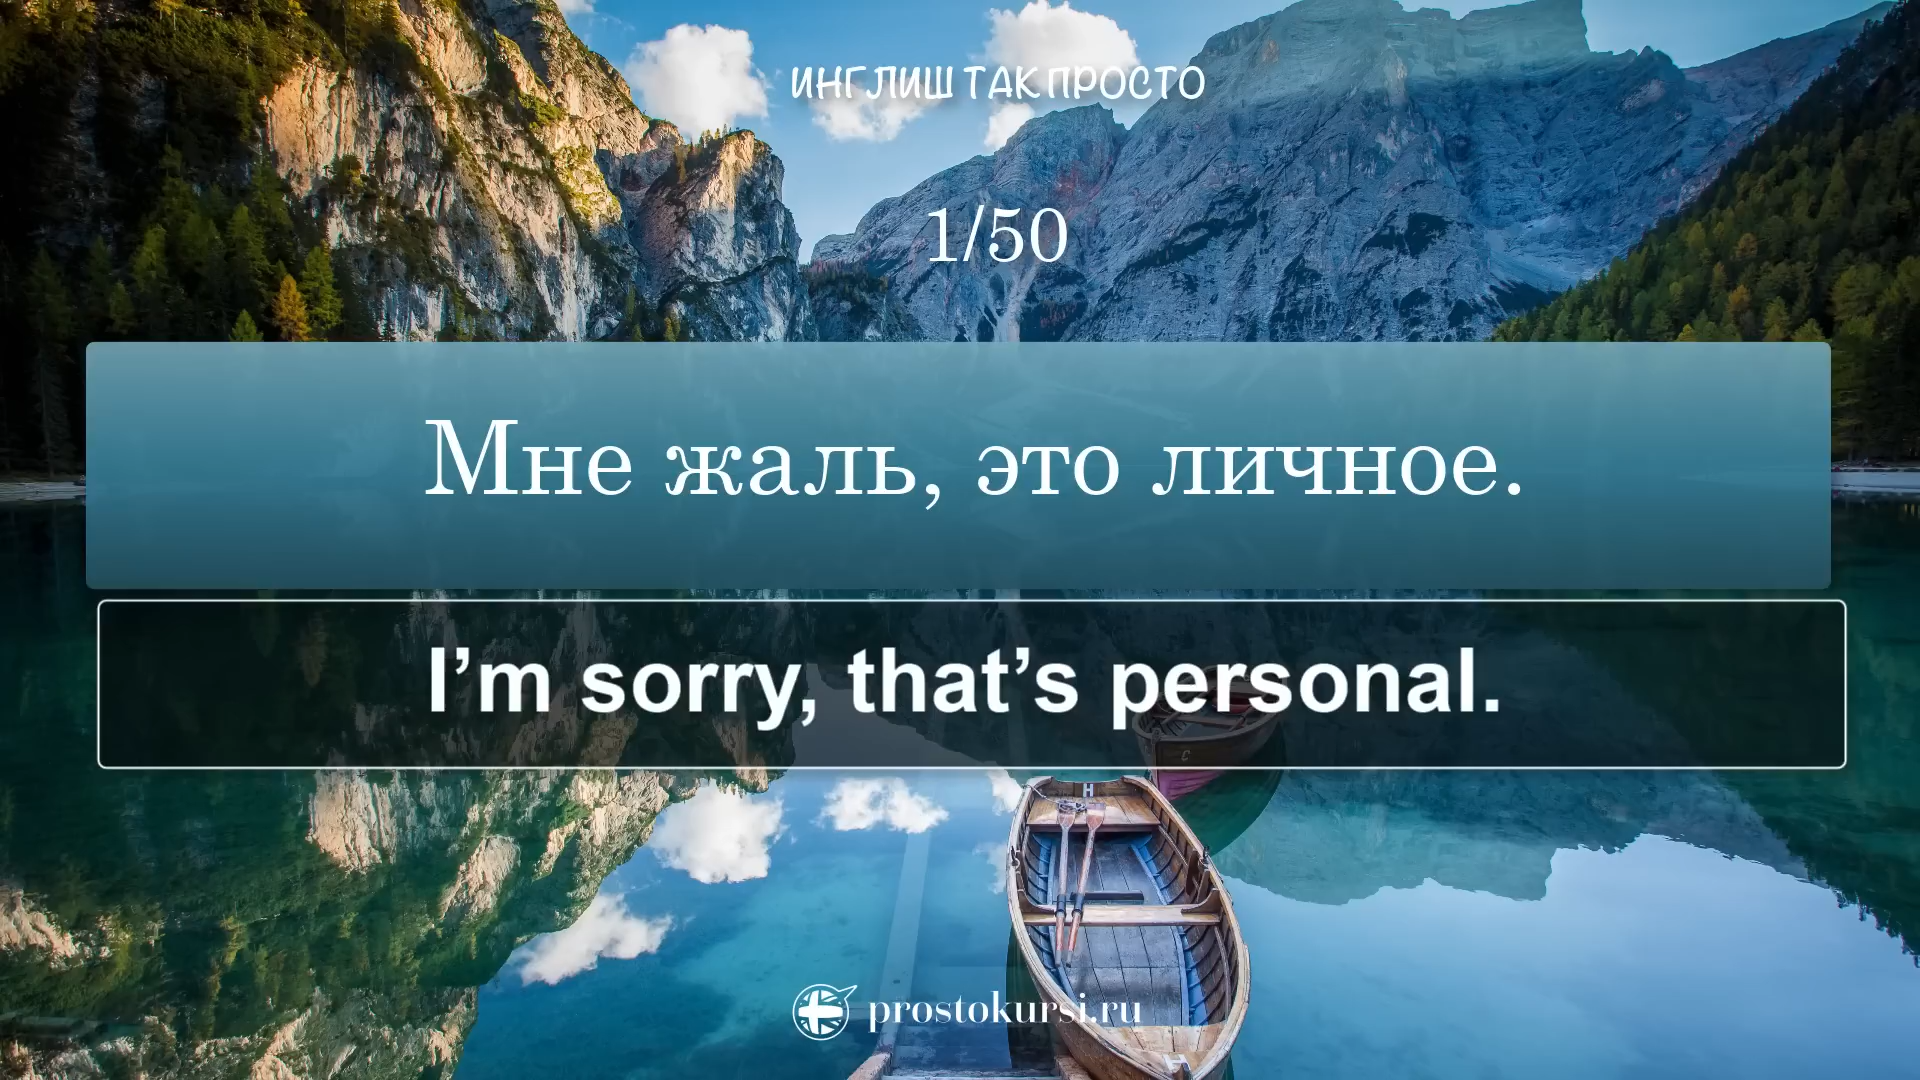 ИНГЛИШ ТАК ПРОСТО
1/50
Мне жаль, это личное.
I’m sorry, that’s personal.
C
H
prostokursi.ru
H